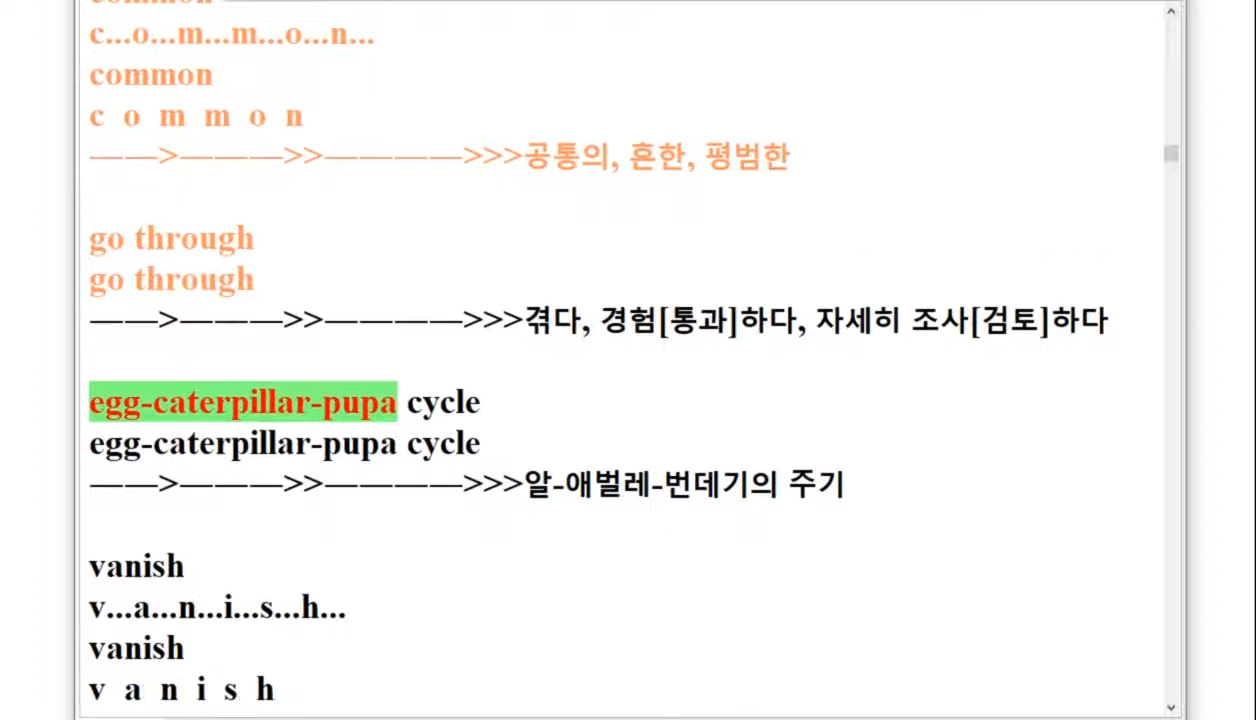 common
c...o...m...m...o...n...
common
c o m m o n
——>———>>————>>>공통의, 흔한, 평범한
go through
go through
——>———>>————>>>겪다, 경험[통과]하다, 자세히 조사[검토]하다
egg-caterpillar-pupa cycle
egg-caterpillar-pupa cycle
——>———>>————>>>알-애벌레-번데기의 주기
vanish
v...a...n...i...s...h...
vanish
v a n i s h